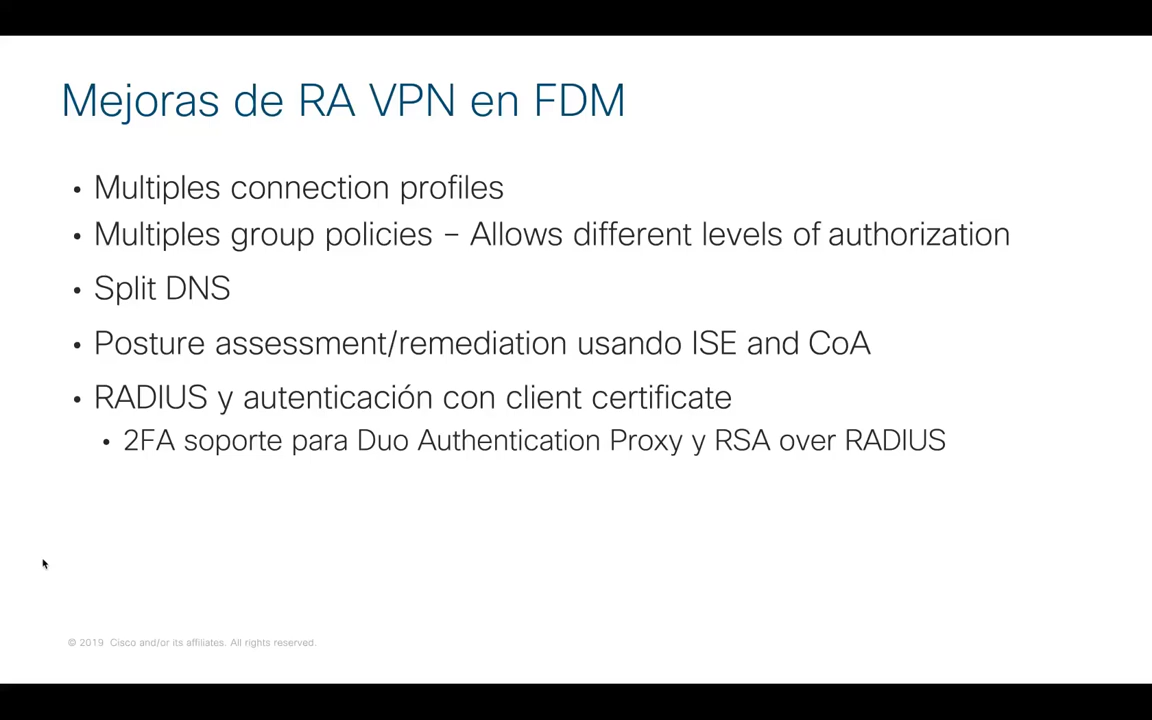 Mejoras de RA VPN en FDM
• Multiples connection profiles
• Multiples group policies – Allows different levels of authorization
• Split DNS
• Posture assessment/remediation usando ISE and CoA
• RADIUS y autenticación con client certificate
• 2FA soporte para Duo Authentication Proxy y RSA over RADIUS
© 2019 Cisco and/or its affiliates. All rights reserved.